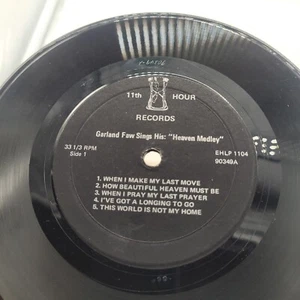 11th HOUR
RECORDS
Garland Faw Sings His: "Heaven Medley"
33 1/3 RPM EHLP 1104
Side 1 90349A
1. WHEN I MAKE MY LAST MOVE
2. HOW BEAUTIFUL HEAVEN MUST BE
3. WHEN I PRAY MY LAST PRAYER
4. I'VE GOT A LONGING TO GO
5. THIS WORLD IS NOT MY HOME